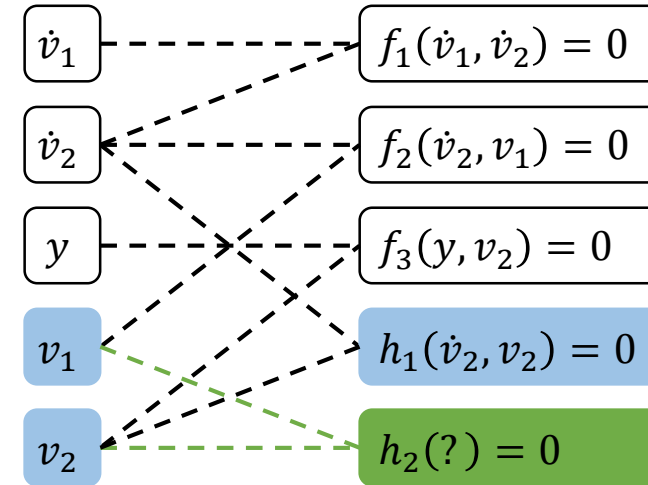 v̇₁ f₁(v̇₁, v̇₂) = 0
v̇₂ f₂(v̇₂, v₁) = 0
y f₃(y, v₂) = 0
v₁ h₁(v̇₂, v₂) = 0
v₂ h₂(?) = 0